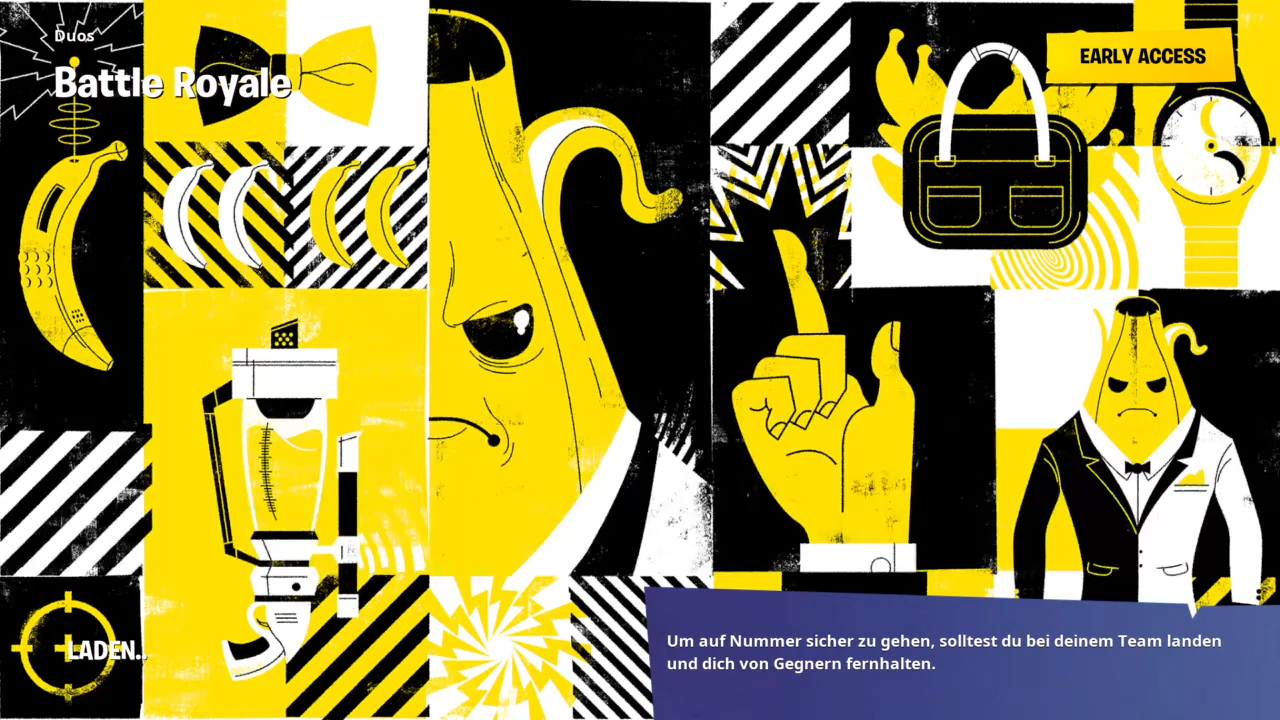 Duos
Battle Royale
EARLY ACCESS
LADEN..
Um auf Nummer sicher zu gehen, solltest du bei deinem Team landen
und dich von Gegnern fernhalten.